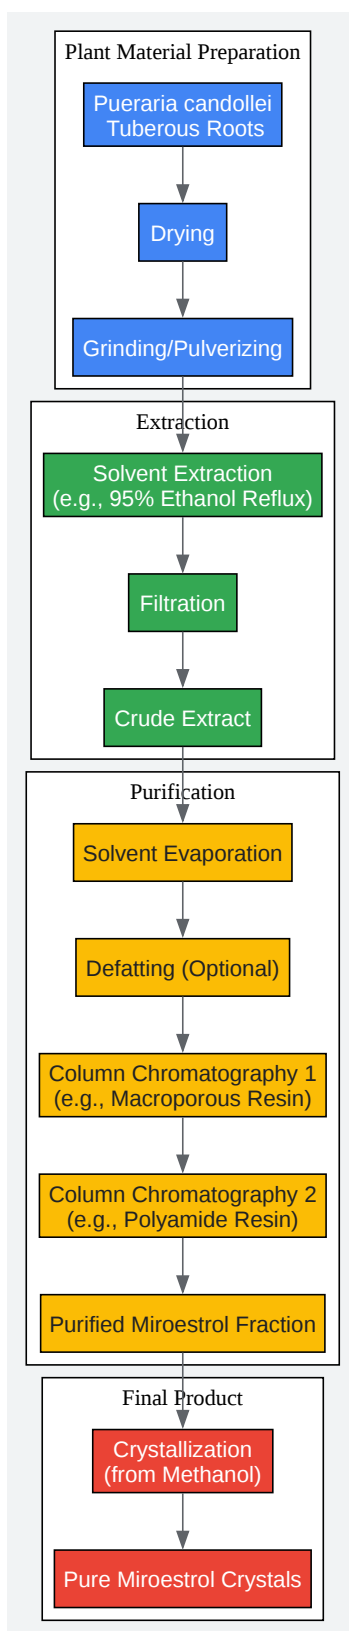 Plant Material Preparation
Pueraria candollei
Tuberous Roots
Drying
Grinding/Pulverizing
Extraction
Solvent Extraction
(e.g., 95% Ethanol Reflux)
Filtration
Crude Extract
Purification
Solvent Evaporation
Defatting (Optional)
Column Chromatography 1
(e.g., Macroporous Resin)
Column Chromatography 2
(e.g., Polyamide Resin)
Purified Miroestrol Fraction
Final Product
Crystallization
(from Methanol)
Pure Miroestrol Crystals